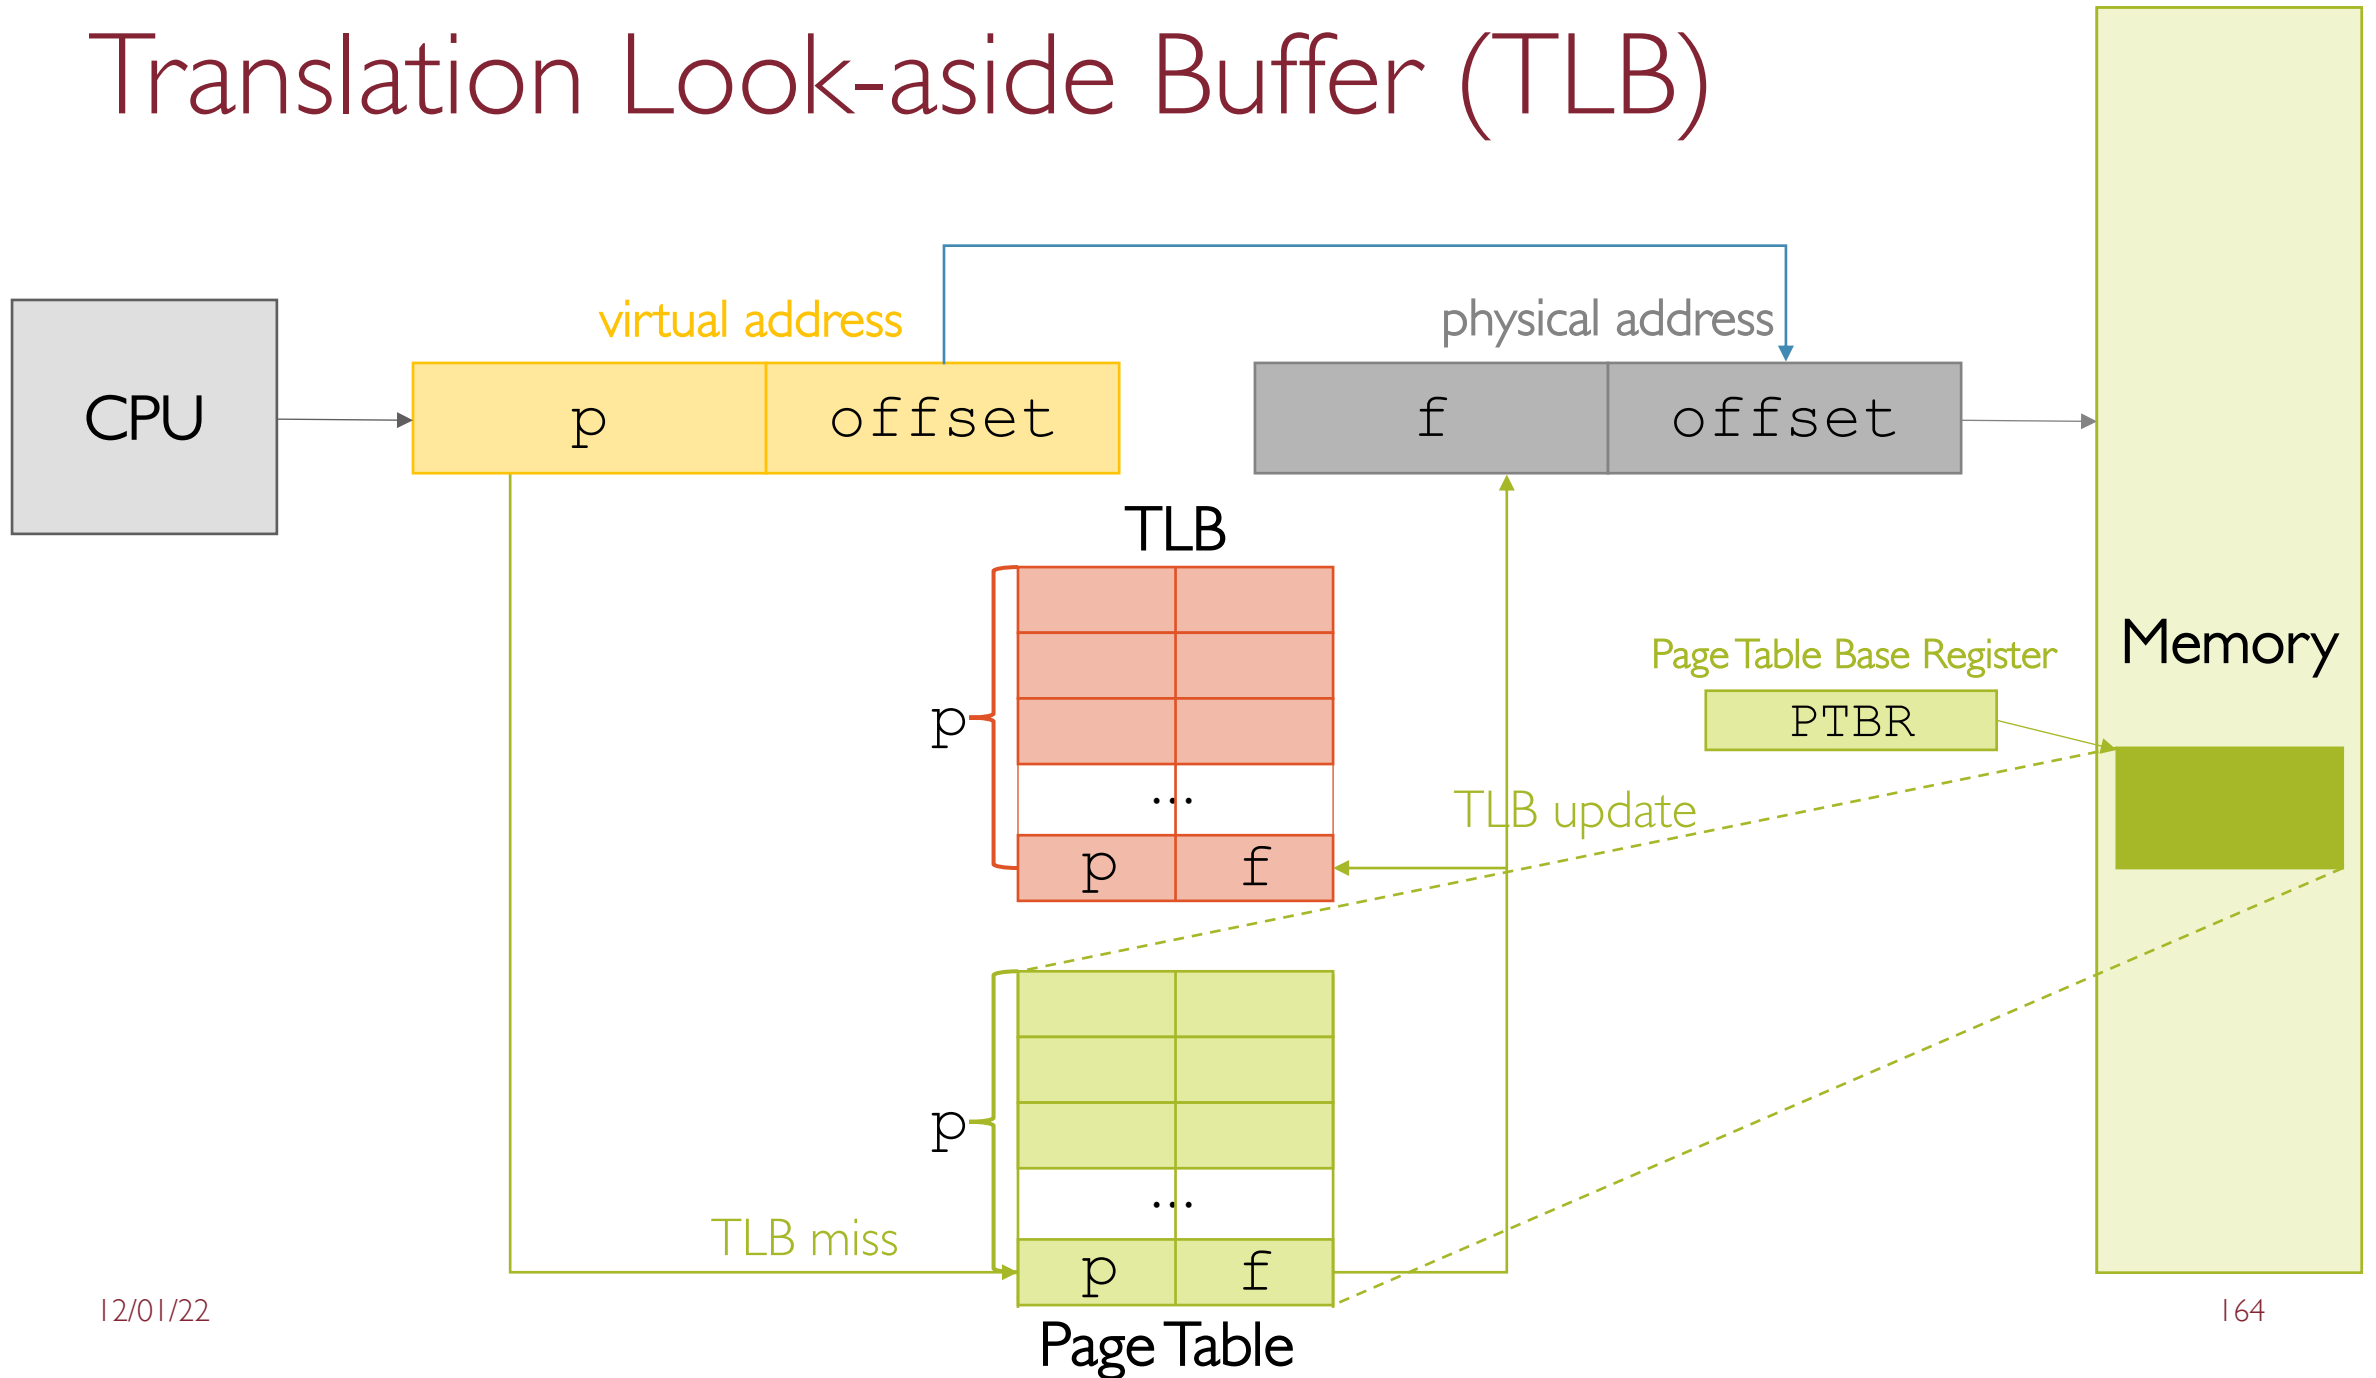 Translation Look-aside Buffer (TLB)
virtual address
physical address
CPU
p
offset
f
offset
TLB
p
...
p
f
TLB update
Page Table Base Register
PTBR
Memory
p
...
TLB miss
p
f
Page Table
12/01/22
164